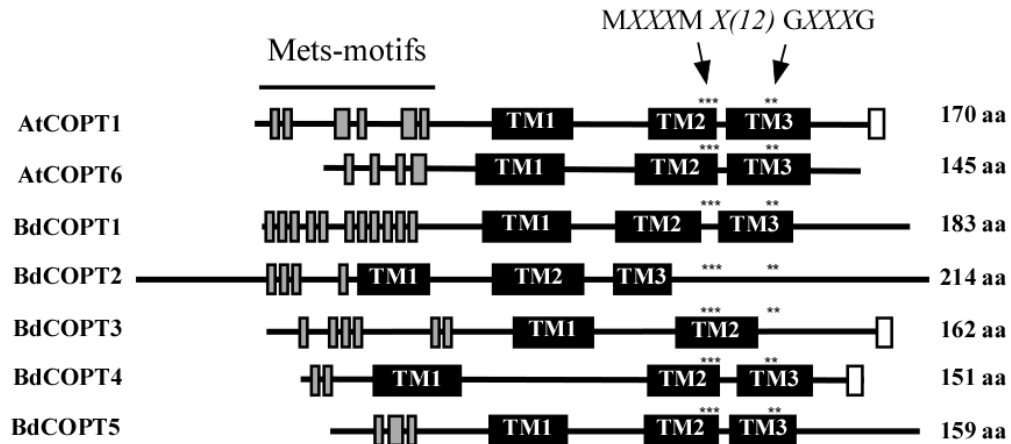 MXXXM X(12) GXXXG
Mets-motifs
*** **
AtCOPT1 TM1 TM2 TM3 170 aa
*** **
AtCOPT6 TM1 TM2 TM3 145 aa
*** **
BdCOPT1 TM1 TM2 TM3 183 aa
BdCOPT2 TM1 TM2 TM3 *** ** 214 aa
*** **
BdCOPT3 TM1 TM2 162 aa
*** **
BdCOPT4 TM1 TM2 TM3 151 aa
*** **
BdCOPT5 TM1 TM2 TM3 159 aa